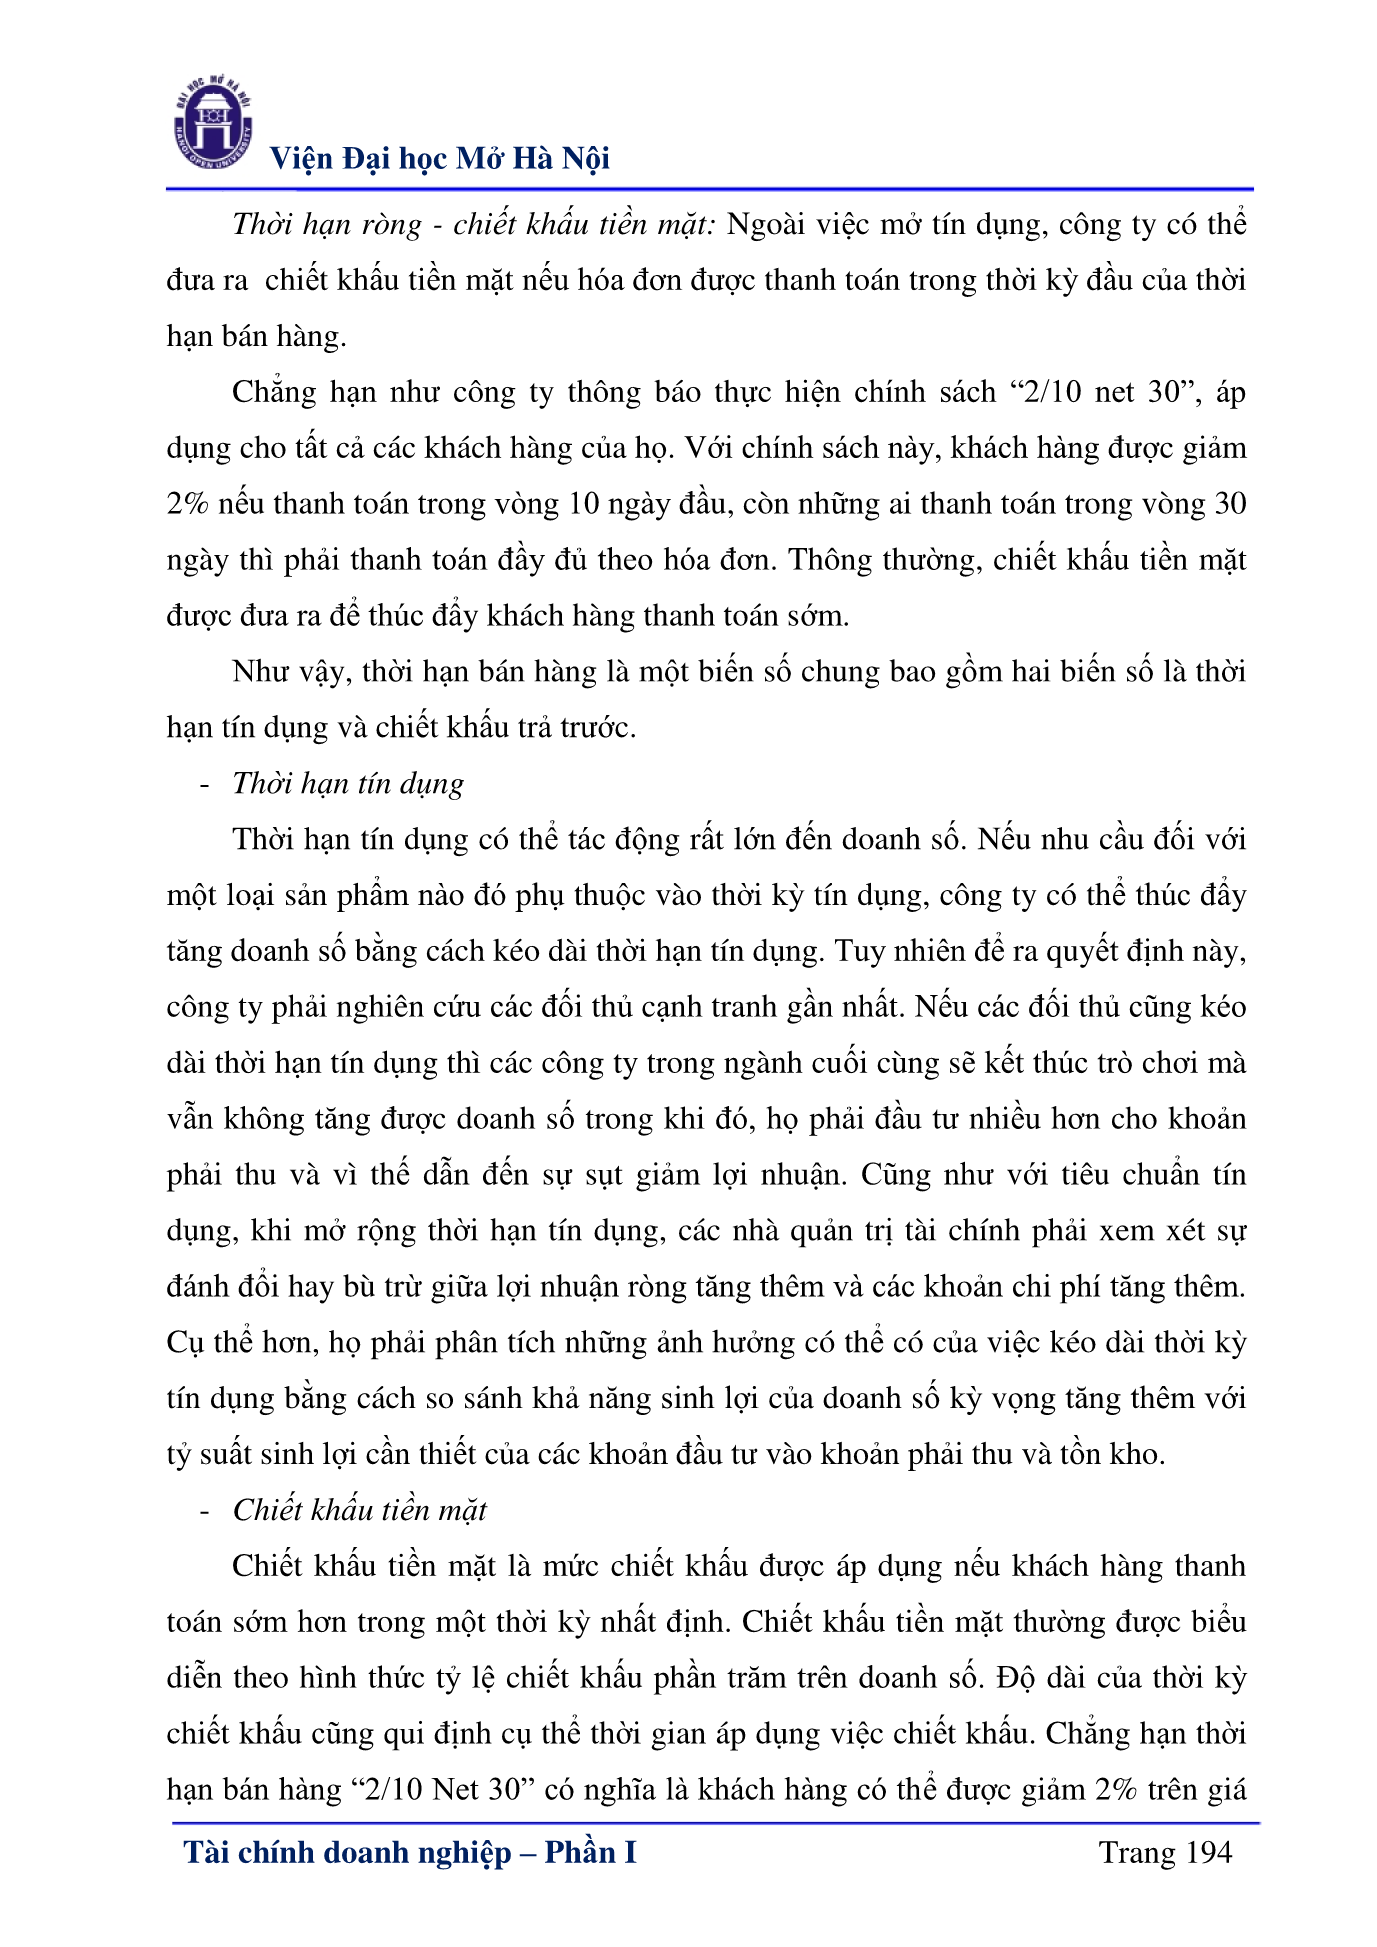 ĐẠI HỌC MỞ HÀ NỘI
HANOI OPEN UNIVERSITY
Viện Đại học Mở Hà Nội
Thời hạn ròng - chiết khấu tiền mặt: Ngoài việc mở tín dụng, công ty có thể
đưa ra  chiết khấu tiền mặt nếu hóa đơn được thanh toán trong thời kỳ đầu của thời
hạn bán hàng.
Chẳng hạn như công ty thông báo thực hiện chính sách “2/10 net 30”, áp
dụng cho tất cả các khách hàng của họ. Với chính sách này, khách hàng được giảm
2% nếu thanh toán trong vòng 10 ngày đầu, còn những ai thanh toán trong vòng 30
ngày thì phải thanh toán đầy đủ theo hóa đơn. Thông thường, chiết khấu tiền mặt
được đưa ra để thúc đẩy khách hàng thanh toán sớm.
Như vậy, thời hạn bán hàng là một biến số chung bao gồm hai biến số là thời
hạn tín dụng và chiết khấu trả trước.
- Thời hạn tín dụng
Thời hạn tín dụng có thể tác động rất lớn đến doanh số. Nếu nhu cầu đối với
một loại sản phẩm nào đó phụ thuộc vào thời kỳ tín dụng, công ty có thể thúc đẩy
tăng doanh số bằng cách kéo dài thời hạn tín dụng. Tuy nhiên để ra quyết định này,
công ty phải nghiên cứu các đối thủ cạnh tranh gần nhất. Nếu các đối thủ cũng kéo
dài thời hạn tín dụng thì các công ty trong ngành cuối cùng sẽ kết thúc trò chơi mà
vẫn không tăng được doanh số trong khi đó, họ phải đầu tư nhiều hơn cho khoản
phải thu và vì thế dẫn đến sự sụt giảm lợi nhuận. Cũng như với tiêu chuẩn tín
dụng, khi mở rộng thời hạn tín dụng, các nhà quản trị tài chính phải xem xét sự
đánh đổi hay bù trừ giữa lợi nhuận ròng tăng thêm và các khoản chi phí tăng thêm.
Cụ thể hơn, họ phải phân tích những ảnh hưởng có thể có của việc kéo dài thời kỳ
tín dụng bằng cách so sánh khả năng sinh lợi của doanh số kỳ vọng tăng thêm với
tỷ suất sinh lợi cần thiết của các khoản đầu tư vào khoản phải thu và tồn kho.
- Chiết khấu tiền mặt
Chiết khấu tiền mặt là mức chiết khấu được áp dụng nếu khách hàng thanh
toán sớm hơn trong một thời kỳ nhất định. Chiết khấu tiền mặt thường được biểu
diễn theo hình thức tỷ lệ chiết khấu phần trăm trên doanh số. Độ dài của thời kỳ
chiết khấu cũng qui định cụ thể thời gian áp dụng việc chiết khấu. Chẳng hạn thời
hạn bán hàng “2/10 Net 30” có nghĩa là khách hàng có thể được giảm 2% trên giá
Tài chính doanh nghiệp – Phần I Trang 194